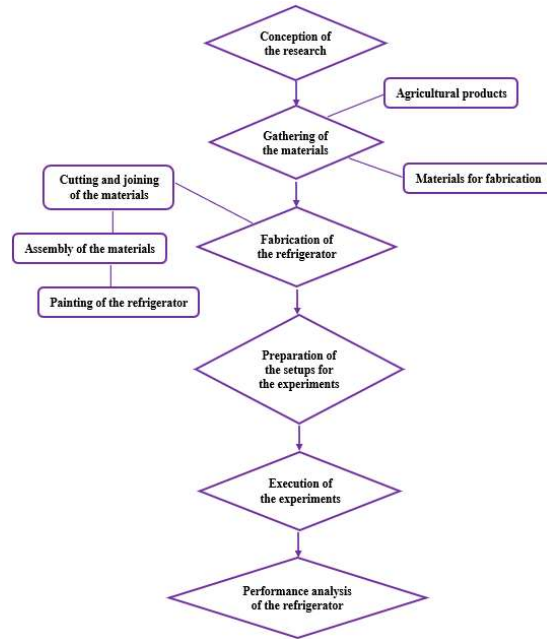 Conception of
the research
Agricultural products
Gathering of
the materials
Materials for fabrication
Cutting and joining
of the materials
Fabrication of
the refrigerator
Assembly of the materials
Painting of the refrigerator
Preparation of
the setups for
the experiments
Execution of
the experiments
Performance analysis
of the refrigerator